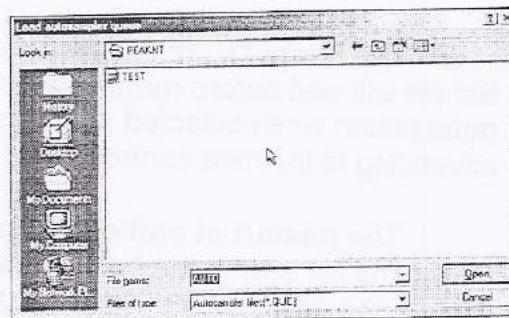 Load autosampler queue
Look in: PEAKNT
TEST
History
Desktop
My Documents
My Computer
My Network Pl...
File name: AUTO Open
Files of type: Autosampler files(*.QUE) Cancel